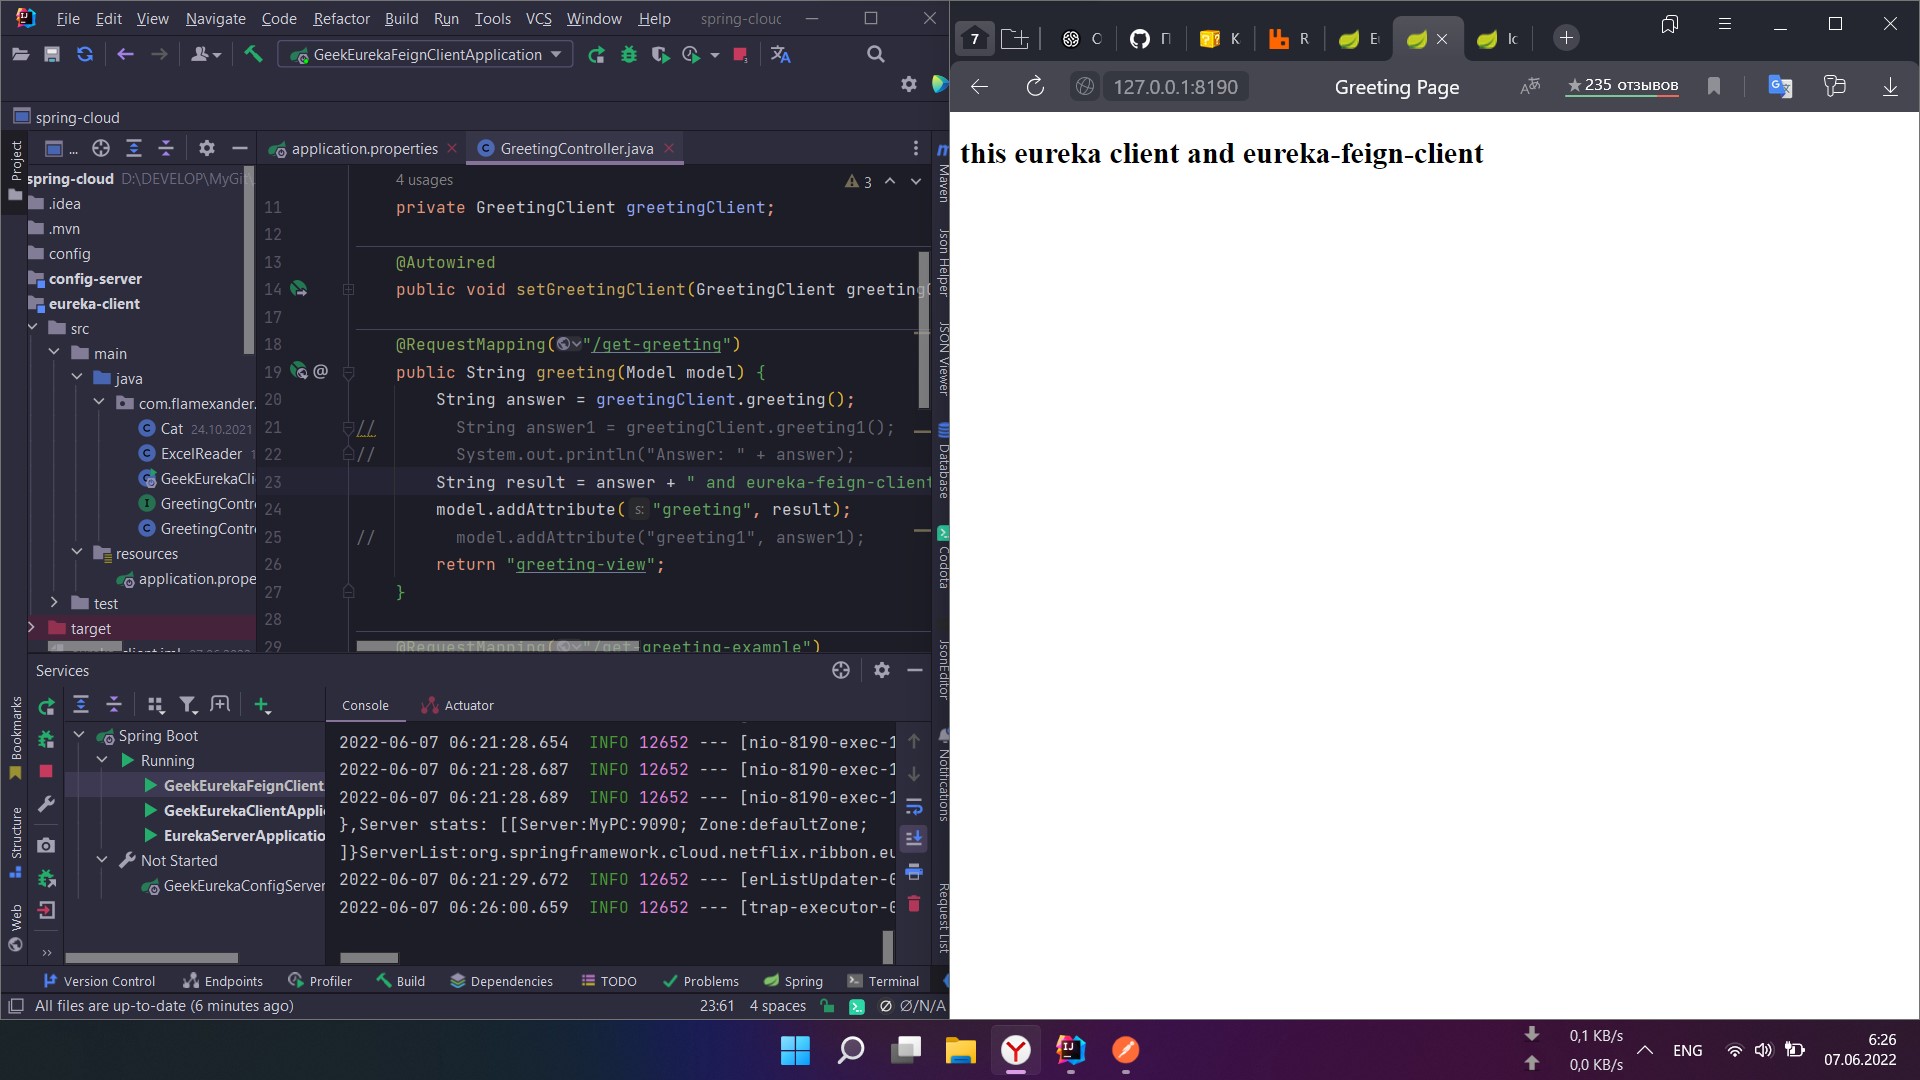 File Edit View Navigate Code Refactor Build Run Tools VCS Window Help spring-clouc
GeekEurekaFeignClientApplication
spring-cloud
Project
...
application.properties
GreetingController.java
spring-cloud D:\DEVELOP\MyGit\
.idea
.mvn
config
config-server
eureka-client
src
main
java
com.flamexander.
Cat 24.10.2021
ExcelReader
GeekEurekaCli
GreetingContr
GreetingContr
resources
application.prope
test
target
4 usages
3
11 private GreetingClient greetingClient;
12
13 @Autowired
14 public void setGreetingClient(GreetingClient greeting
17
18 @RequestMapping("/get-greeting")
19 @ public String greeting(Model model) {
20 String answer = greetingClient.greeting();
21 // String answer1 = greetingClient.greeting1();
22 // System.out.println("Answer: " + answer);
23 String result = answer + " and eureka-feign-client
24 model.addAttribute( s: "greeting", result);
25 // model.addAttribute("greeting1", answer1);
26 return "greeting-view";
27 }
28
29 @RequestMapping("/get-greeting-example")
Maven
Json Helper
JSON Viewer
Database
Codota
JsonEditor
Notifications
Request List
Bookmarks
Structure
Web
Services
Console
Actuator
Spring Boot
Running
GeekEurekaFeignClient
GeekEurekaClientAppli
EurekaServerApplicatio
Not Started
GeekEurekaConfigServer
2022-06-07 06:21:28.654 INFO 12652 --- [nio-8190-exec-1
2022-06-07 06:21:28.687 INFO 12652 --- [nio-8190-exec-1
2022-06-07 06:21:28.689 INFO 12652 --- [nio-8190-exec-1
},Server stats: [[Server:MyPC:9090; Zone:defaultZone;
]}ServerList:org.springframework.cloud.netflix.ribbon.eu
2022-06-07 06:21:29.672 INFO 12652 --- [erListUpdater-0
2022-06-07 06:26:00.659 INFO 12652 --- [trap-executor-0
Version Control Endpoints Profiler Build Dependencies TODO Problems Spring Terminal
All files are up-to-date (6 minutes ago)
23:61 4 spaces Ø/N/A
7 О П К R Eu Ic
127.0.0.1:8190 Greeting Page ★ 235 отзывов
this eureka client and eureka-feign-client
0,1 KB/s
0,0 KB/s
ENG
6:26
07.06.2022